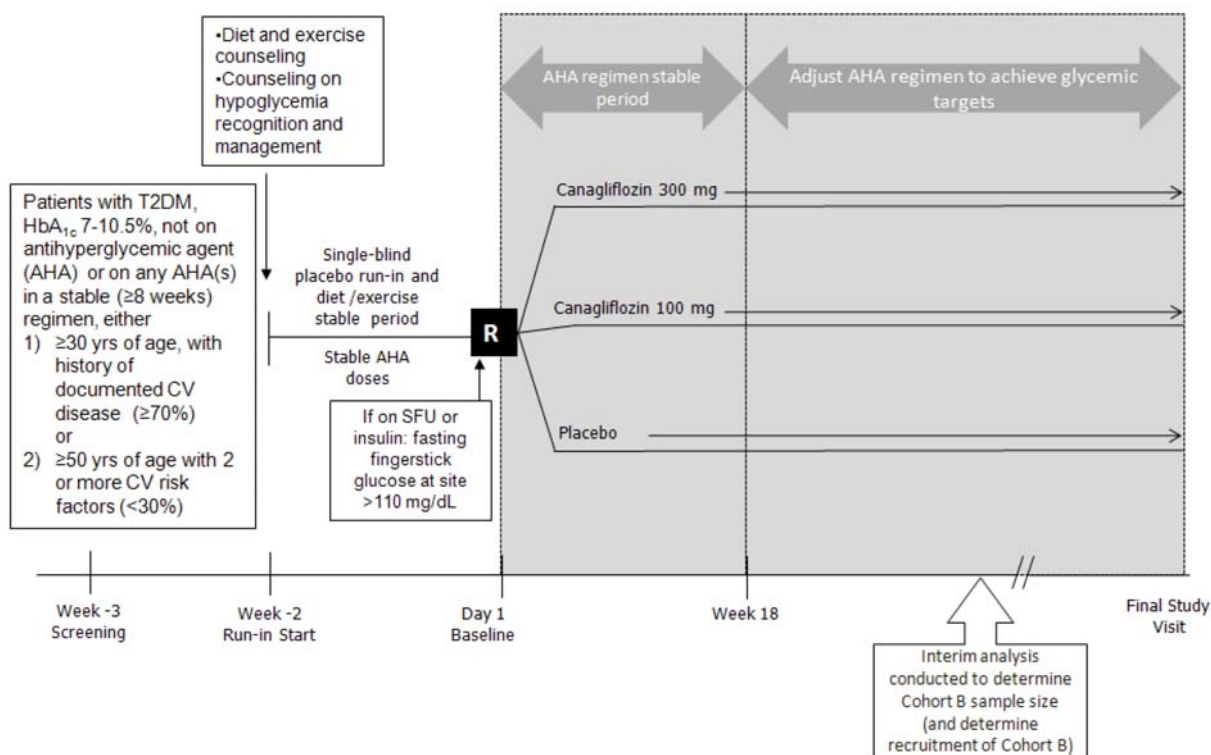 •Diet and exercise
counseling
•Counseling on
hypoglycemia
recognition and
management
AHA regimen stable
period
Adjust AHA regimen to achieve glycemic
targets
Patients with T2DM,
HbA1c 7-10.5%, not on
antihyperglycemic agent
(AHA) or on any AHA(s)
in a stable (≥8 weeks)
regimen, either
1) ≥30 yrs of age, with
history of
documented CV
disease (≥70%)
or
2) ≥50 yrs of age with 2
or more CV risk
factors (<30%)
Single-blind
placebo run-in and
diet /exercise
stable period
Stable AHA
doses
R
If on SFU or
insulin: fasting
fingerstick
glucose at site
>110 mg/dL
Canagliflozin 300 mg
Canagliflozin 100 mg
Placebo
Week -3
Screening
Week -2
Run-in Start
Day 1
Baseline
Week 18
Final Study
Visit
Interim analysis
conducted to determine
Cohort B sample size
(and determine
recruitment of Cohort B)